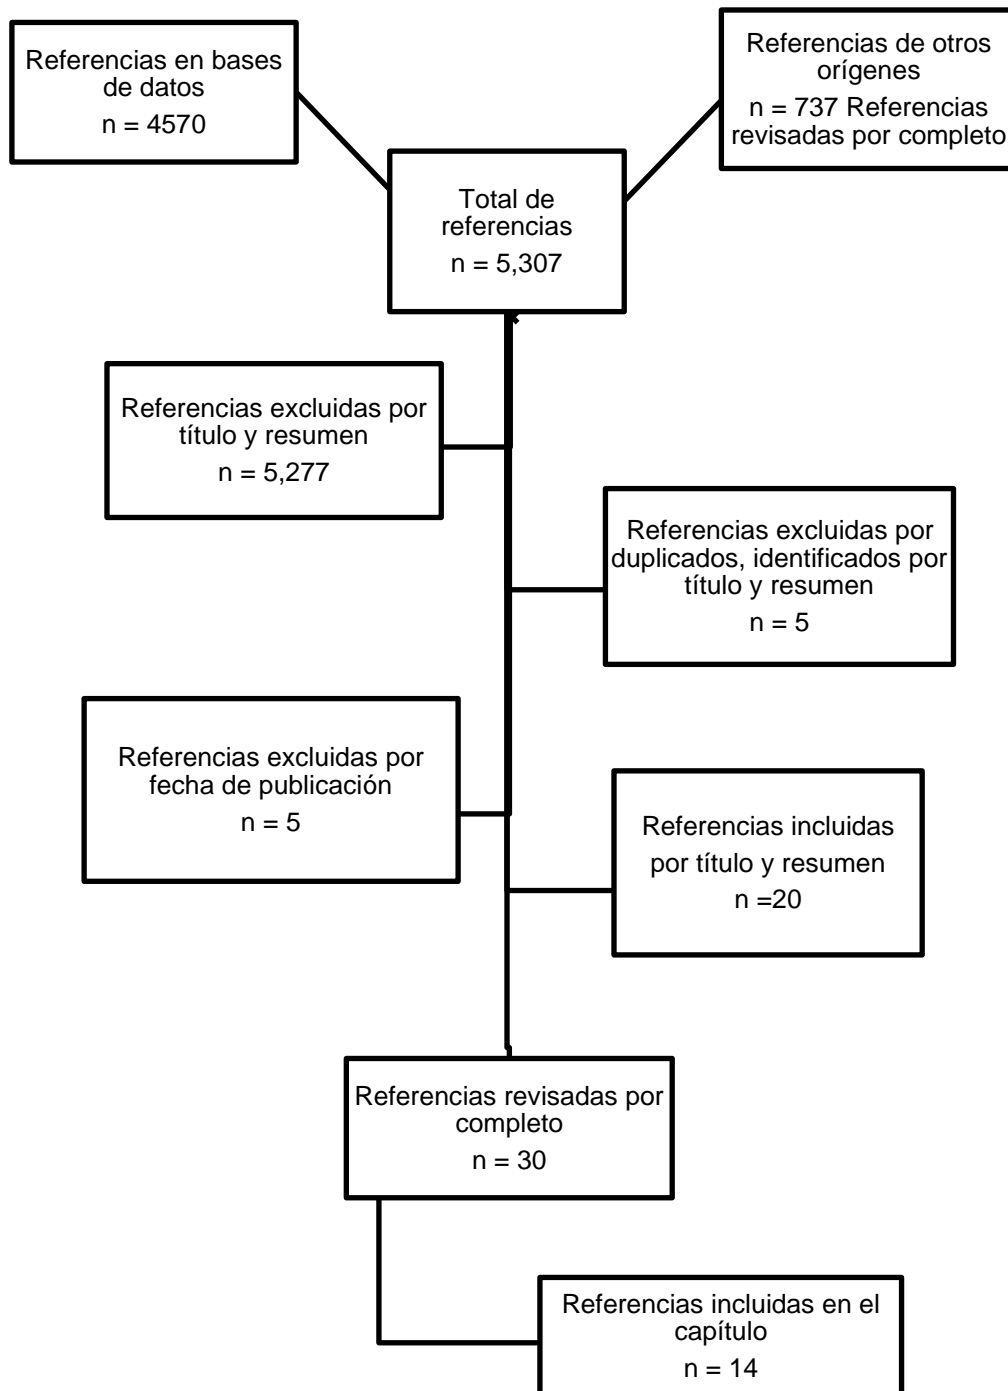 Referencias en bases
de datos
n = 4570
Referencias de otros
orígenes
n = 737 Referencias
revisadas por completo
Total de
referencias
n = 5,307
Referencias excluidas por
título y resumen
n = 5,277
Referencias excluidas por
duplicados, identificados por
título y resumen
n = 5
Referencias excluidas por
fecha de publicación
n = 5
Referencias incluidas
por título y resumen
n =20
Referencias revisadas por
completo
n = 30
Referencias incluidas en el
capítulo
n = 14